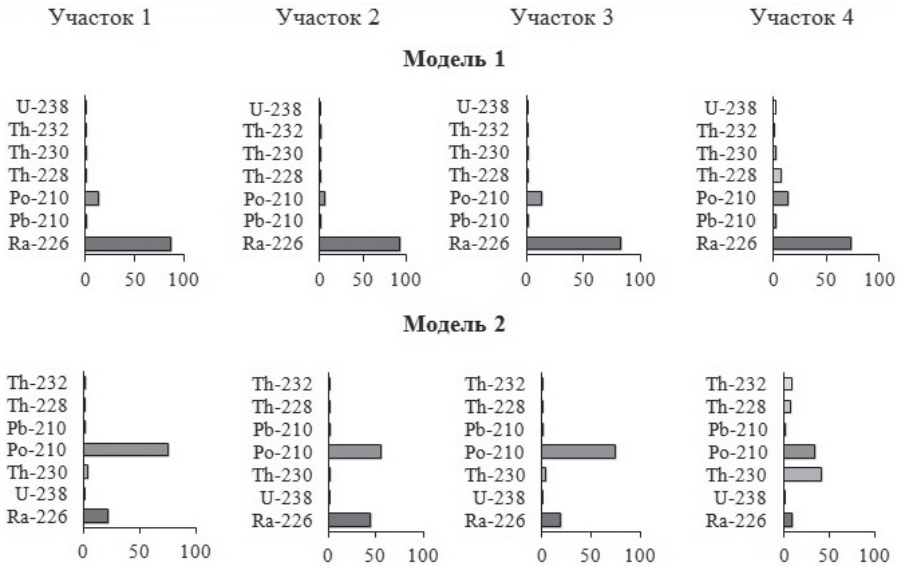 Участок 1 Участок 2 Участок 3 Участок 4
Модель 1
U-238 U-238 U-238 U-238
Th-232 Th-232 Th-232 Th-232
Th-230 Th-230 Th-230 Th-230
Th-228 Th-228 Th-228 Th-228
Po-210 Po-210 Po-210 Po-210
Pb-210 Pb-210 Pb-210 Pb-210
Ra-226 Ra-226 Ra-226 Ra-226
0 50 100 0 50 100 0 50 100 0 50 100
Модель 2
Th-232 Th-232 Th-232 Th-232
Th-228 Th-228 Th-228 Th-228
Pb-210 Pb-210 Pb-210 Pb-210
Po-210 Po-210 Po-210 Po-210
Th-230 Th-230 Th-230 Th-230
U-238 U-238 U-238 U-238
Ra-226 Ra-226 Ra-226 Ra-226
0 50 100 0 50 100 0 50 100 0 50 100